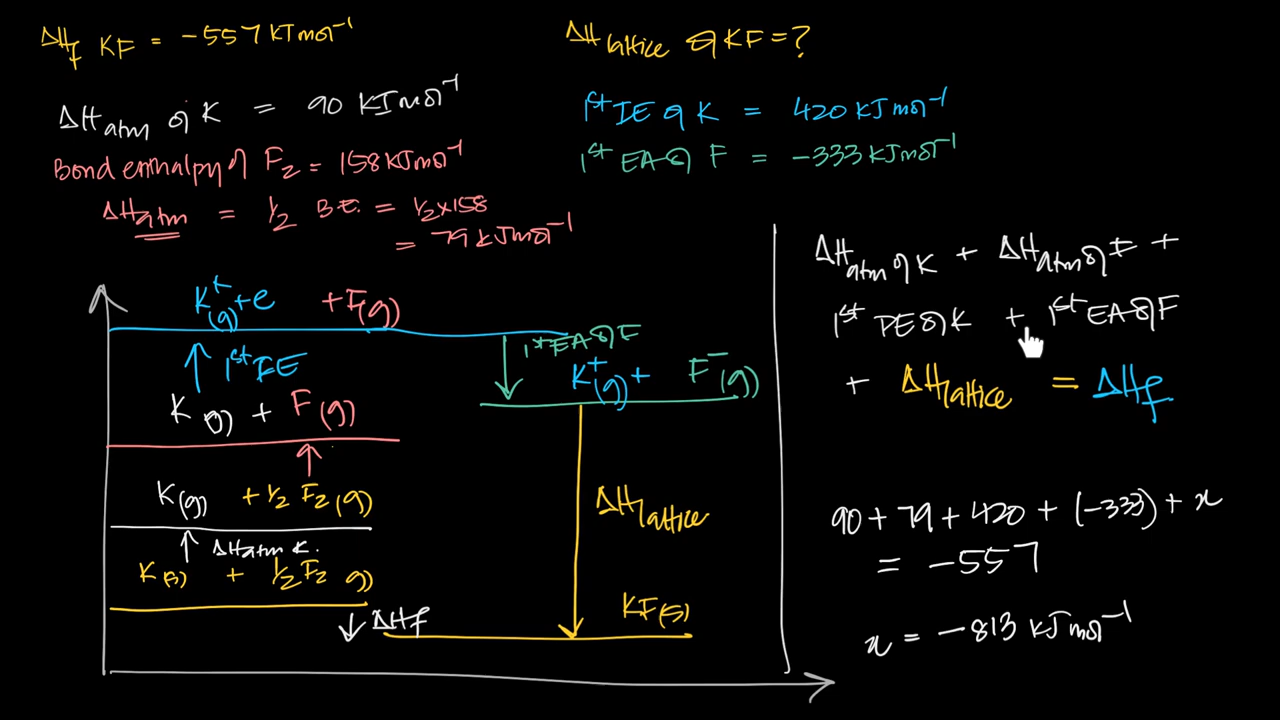 ΔHf KF = -557 kJmol⁻¹
ΔHlattice of KF = ?
ΔHatm of K = 90 kJmol⁻¹
1st IE of K = 420 kJmol⁻¹
Bond enthalpy of F₂ = 158 kJmol⁻¹
1st EA of F = -333 kJmol⁻¹
ΔHatm = ½ B.E. = ½×158
= 79 kJmol⁻¹
ΔHatm of K + ΔHatm of F +
1st IE of K + 1st EA of F
+ ΔHlattice = ΔHf
90 + 79 + 420 + (-333) + x
= -557
x = -813 kJmol⁻¹
K⁺(g) + e + F(g)
1st IE
1st EA of F
K⁺(g) + F⁻(g)
K(g) + F(g)
K(g) + ½ F₂(g)
ΔHatm K.
K(s) + ½ F₂ g)
ΔHlattice
ΔHf
KF(s)